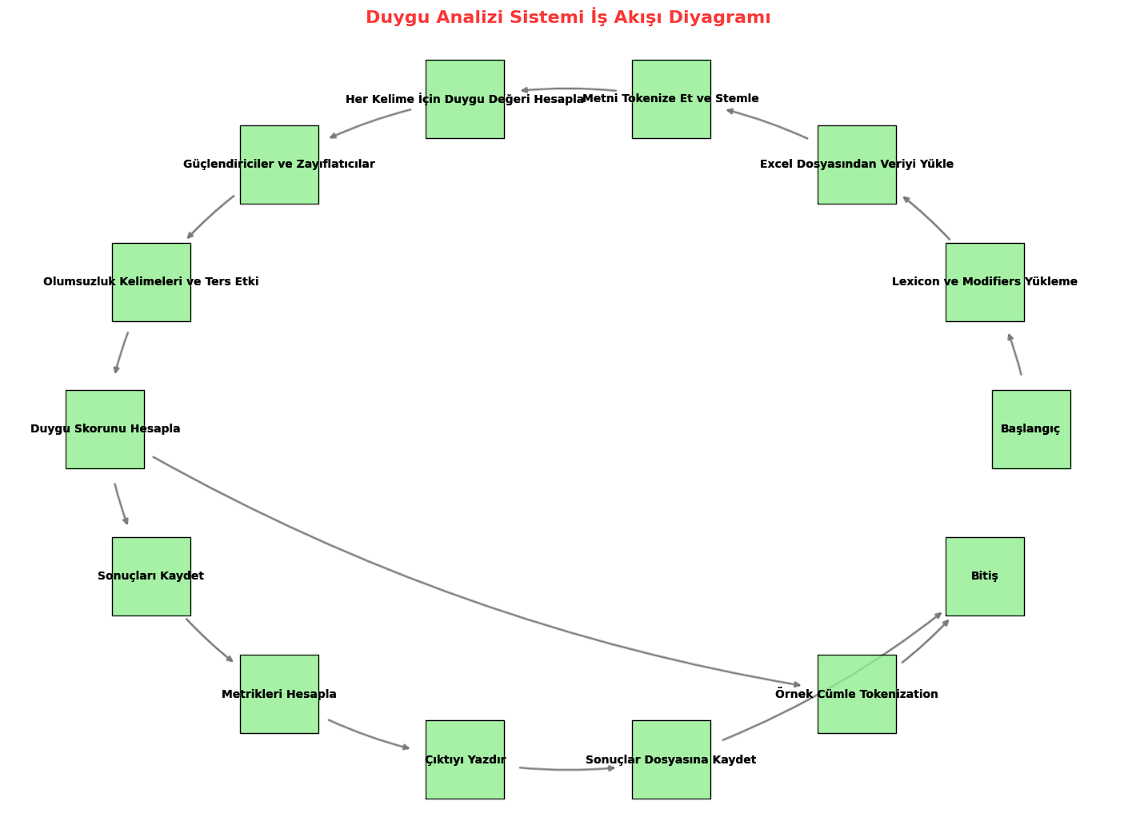 Duygu Analizi Sistemi İş Akışı Diyagramı
Her Kelime İçin Duygu Değeri Hesapla
Metni Tokenize Et ve Stemle
Güçlendiriciler ve Zayıflatıcılar
Excel Dosyasından Veriyi Yükle
Olumsuzluk Kelimeleri ve Ters Etki
Lexicon ve Modifiers Yükleme
Duygu Skorunu Hesapla
Başlangıç
Sonuçları Kaydet
Bitiş
Metrikleri Hesapla
Örnek Cümle Tokenization
Çıktıyı Yazdır
Sonuçlar Dosyasına Kaydet